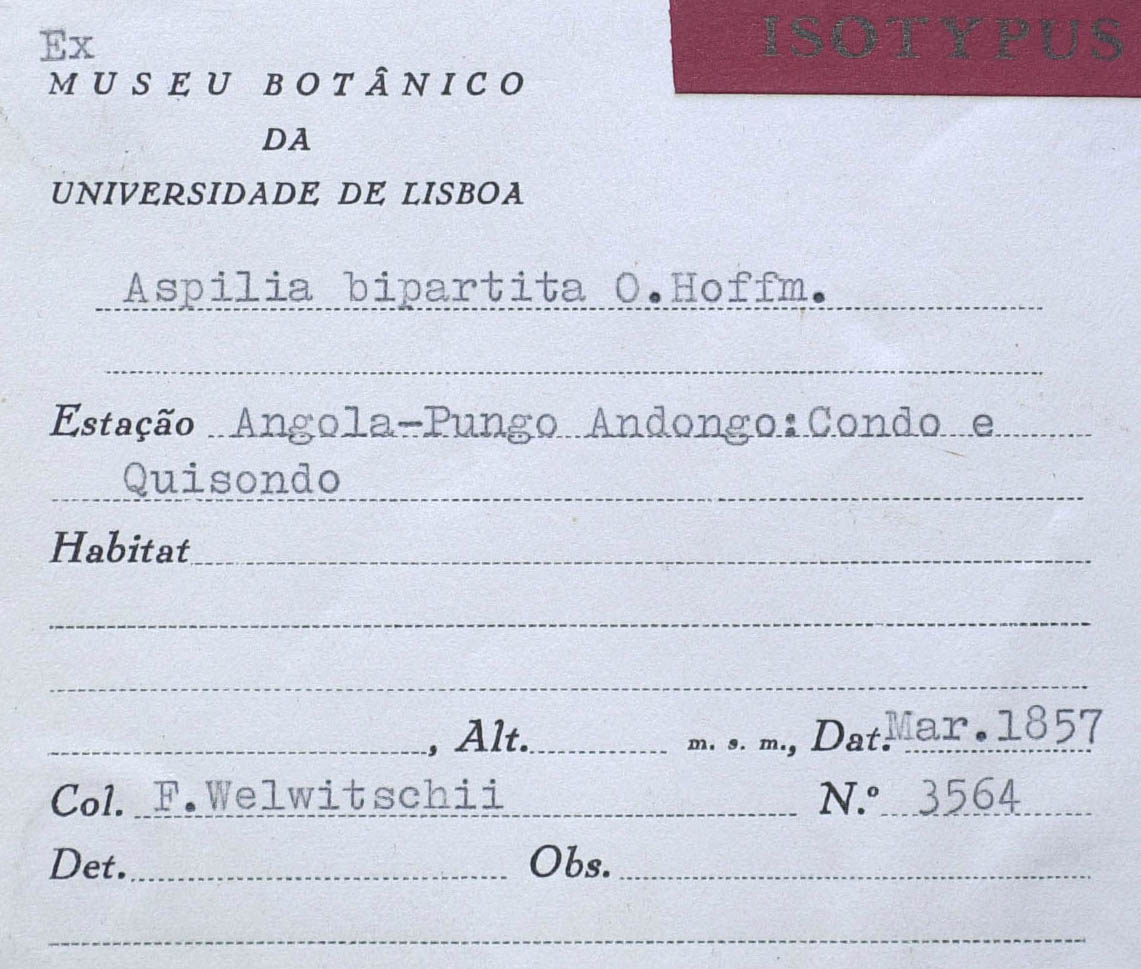 ISOTYPUS
Ex
MUSEU BOTÂNICO
DA
UNIVERSIDADE DE LISBOA
Aspilia bipartita O.Hoffm.
Estação Angola-Pungo Andongo:Condo e
Quisondo
Habitat
, Alt. m. s. m., Dat. Mar.1857
Col. F.Welwitschii N.º 3564
Det. Obs.